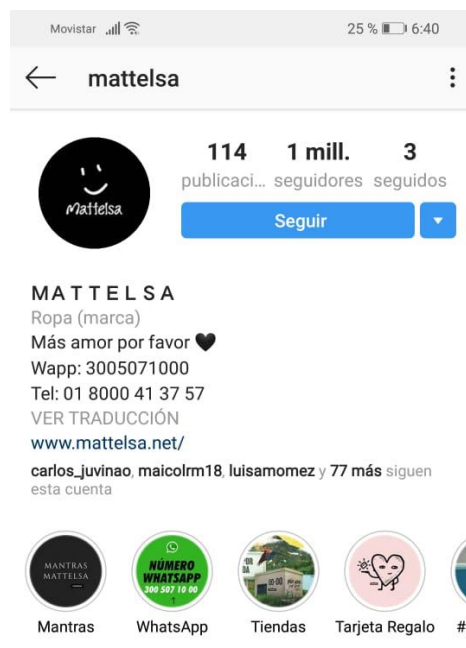 Movistar 25 % 6:40
mattelsa
Mattelsa
114 1 mill. 3
publicaci... seguidores seguidos
Seguir
MATTELSA
Ropa (marca)
Más amor por favor 🖤
Wapp: 3005071000
Tel: 01 8000 41 37 57
VER TRADUCCIÓN
www.mattelsa.net/
carlos_juvinao, maicolrm18, luisamomez y 77 más siguen
esta cuenta
MANTRAS
MATTELSA
NÚMERO
WHATSAPP
300 507 10 00
Mantras WhatsApp Tiendas Tarjeta Regalo #